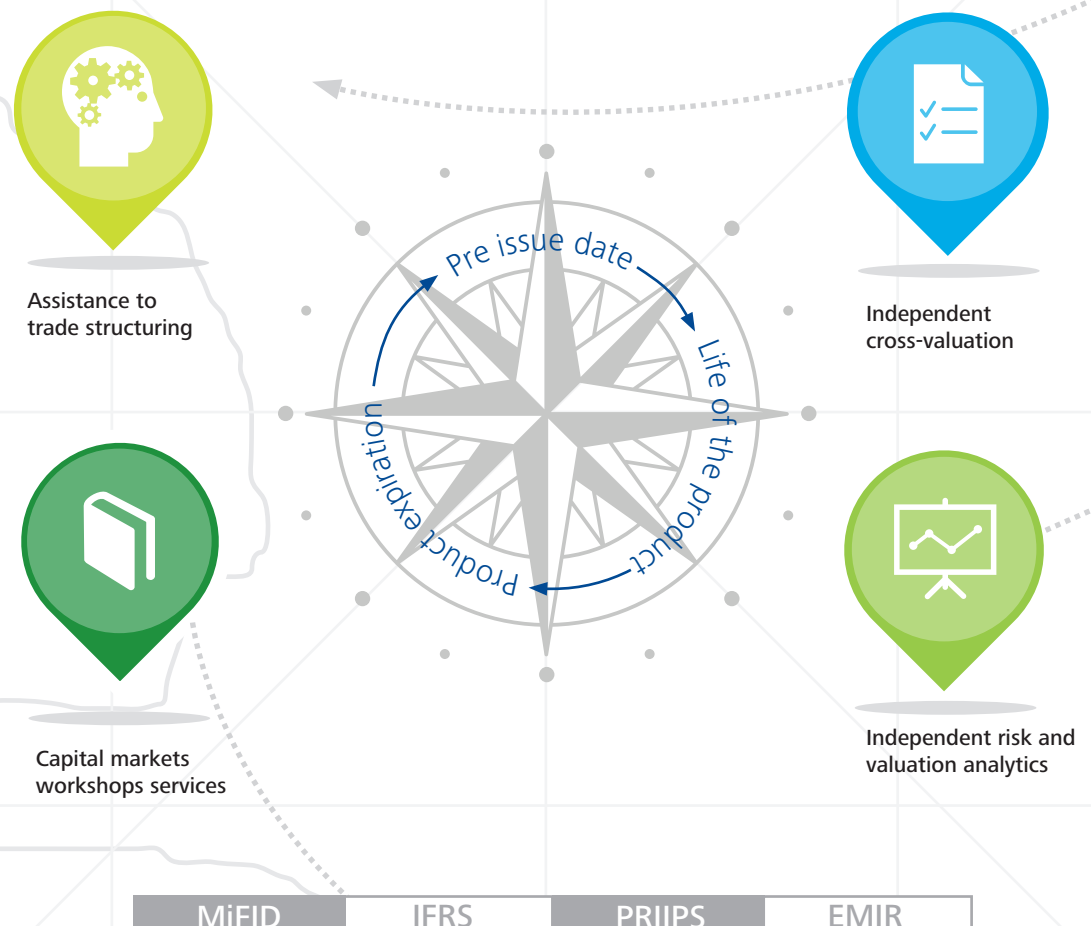 Pre issue date
Assistance to
trade structuring
Independent
cross-valuation
Life of the product
Product expiration
Capital markets
workshops services
Independent risk and
valuation analytics
MiFID
IFRS
PRIIPS
EMIR